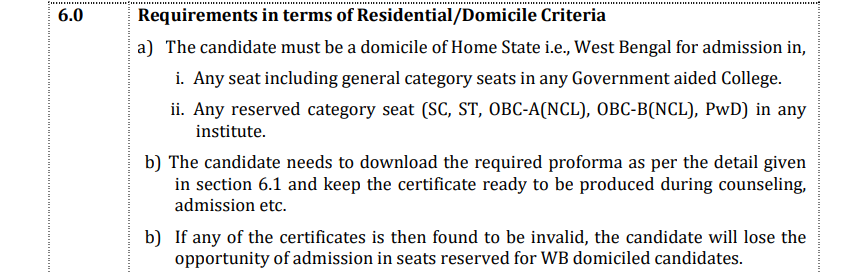 6.0 Requirements in terms of Residential/Domicile Criteria
a) The candidate must be a domicile of Home State i.e., West Bengal for admission in,
i. Any seat including general category seats in any Government aided College.
ii. Any reserved category seat (SC, ST, OBC-A(NCL), OBC-B(NCL), PwD) in any
institute.
b) The candidate needs to download the required proforma as per the detail given
in section 6.1 and keep the certificate ready to be produced during counseling,
admission etc.
b) If any of the certificates is then found to be invalid, the candidate will lose the
opportunity of admission in seats reserved for WB domiciled candidates.